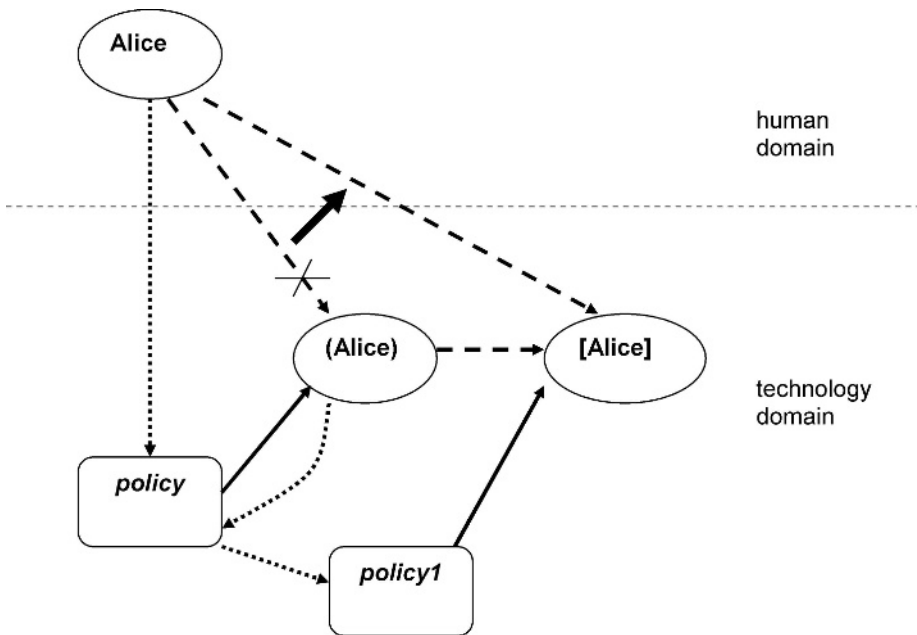 Alice
human
domain
(Alice)
[Alice]
technology
domain
policy
policy1